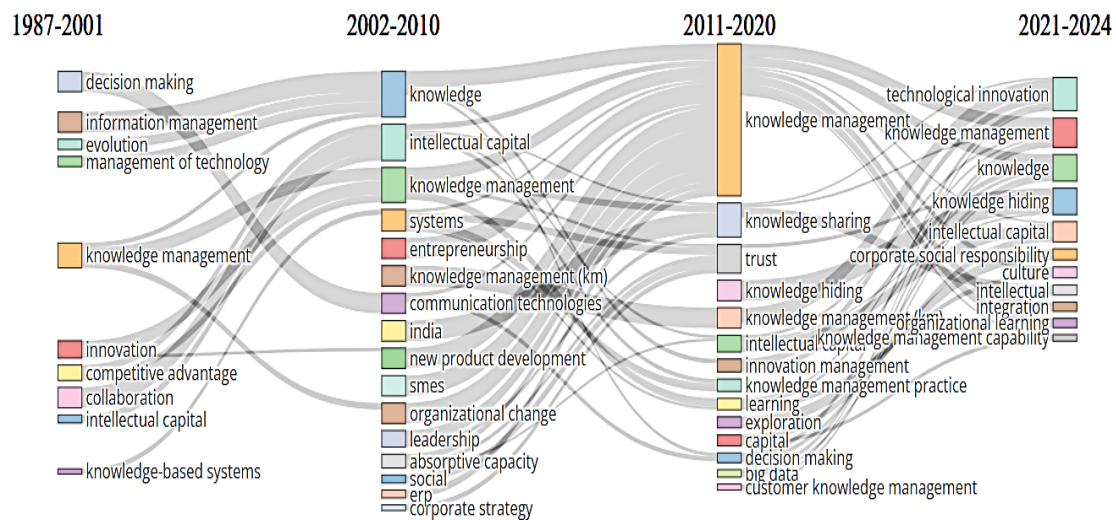 1987-2001
2002-2010
2011-2020
2021-2024
decision making
information management
evolution
management of technology
knowledge management
innovation
competitive advantage
collaboration
intellectual capital
knowledge-based systems
knowledge
intellectual capital
knowledge management
systems
entrepreneurship
knowledge management (km)
communication technologies
india
new product development
smes
organizational change
leadership
absorptive capacity
social
erp
corporate strategy
knowledge management
knowledge sharing
trust
knowledge hiding
knowledge management (km)
intellectual capital
innovation management
knowledge management practice
learning
exploration
capital
decision making
big data
customer knowledge management
technological innovation
knowledge management
knowledge
knowledge hiding
intellectual capital
corporate social responsibility
culture
intellectual
integration
organizational learning
knowledge management capability